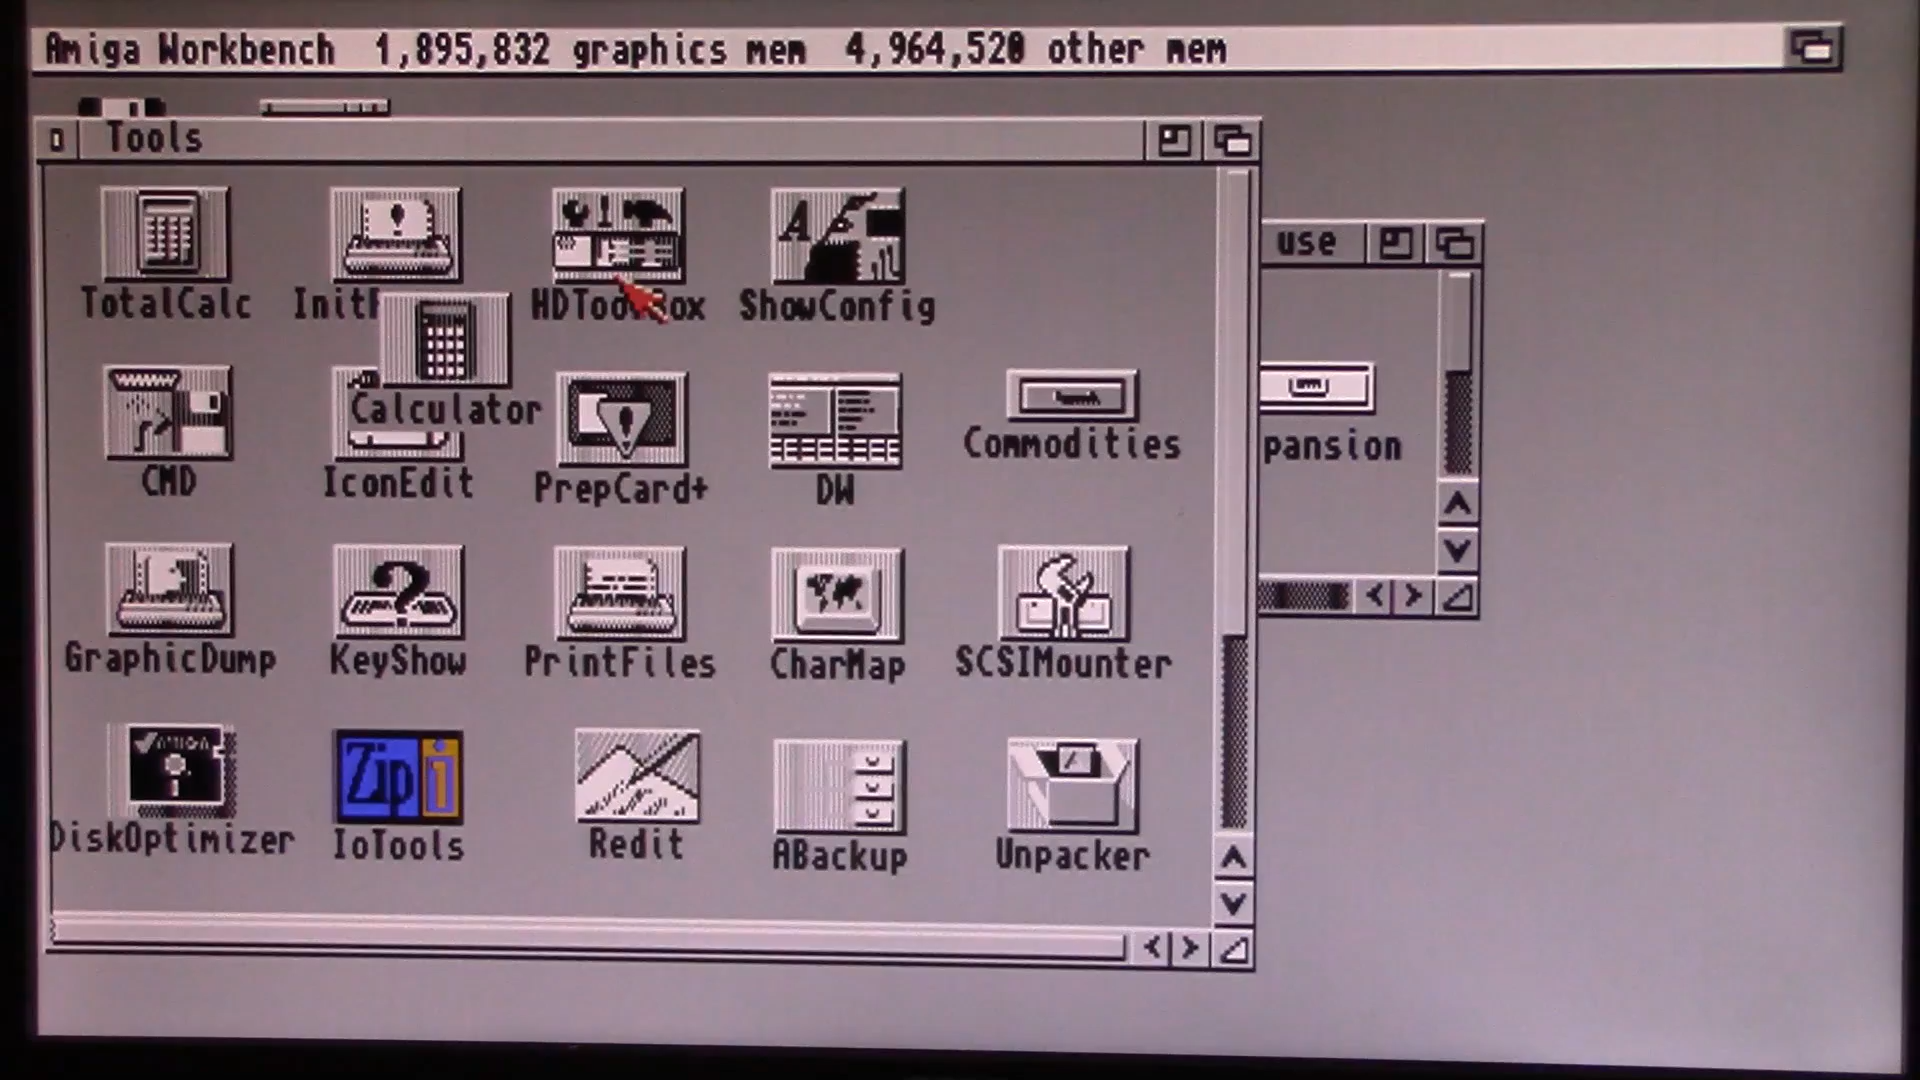 Amiga Workbench 1,895,832 graphics mem 4,964,520 other mem
Tools
use
TotalCalc
HDToolBox
ShowConfig
Calculator
Commodities
pansion
CMD
IconEdit
PrepCard+
DW
GraphicDump
KeyShow
PrintFiles
CharMap
SCSIMounter
Zip i
DiskOptimizer
IoTools
Redit
ABackup
Unpacker